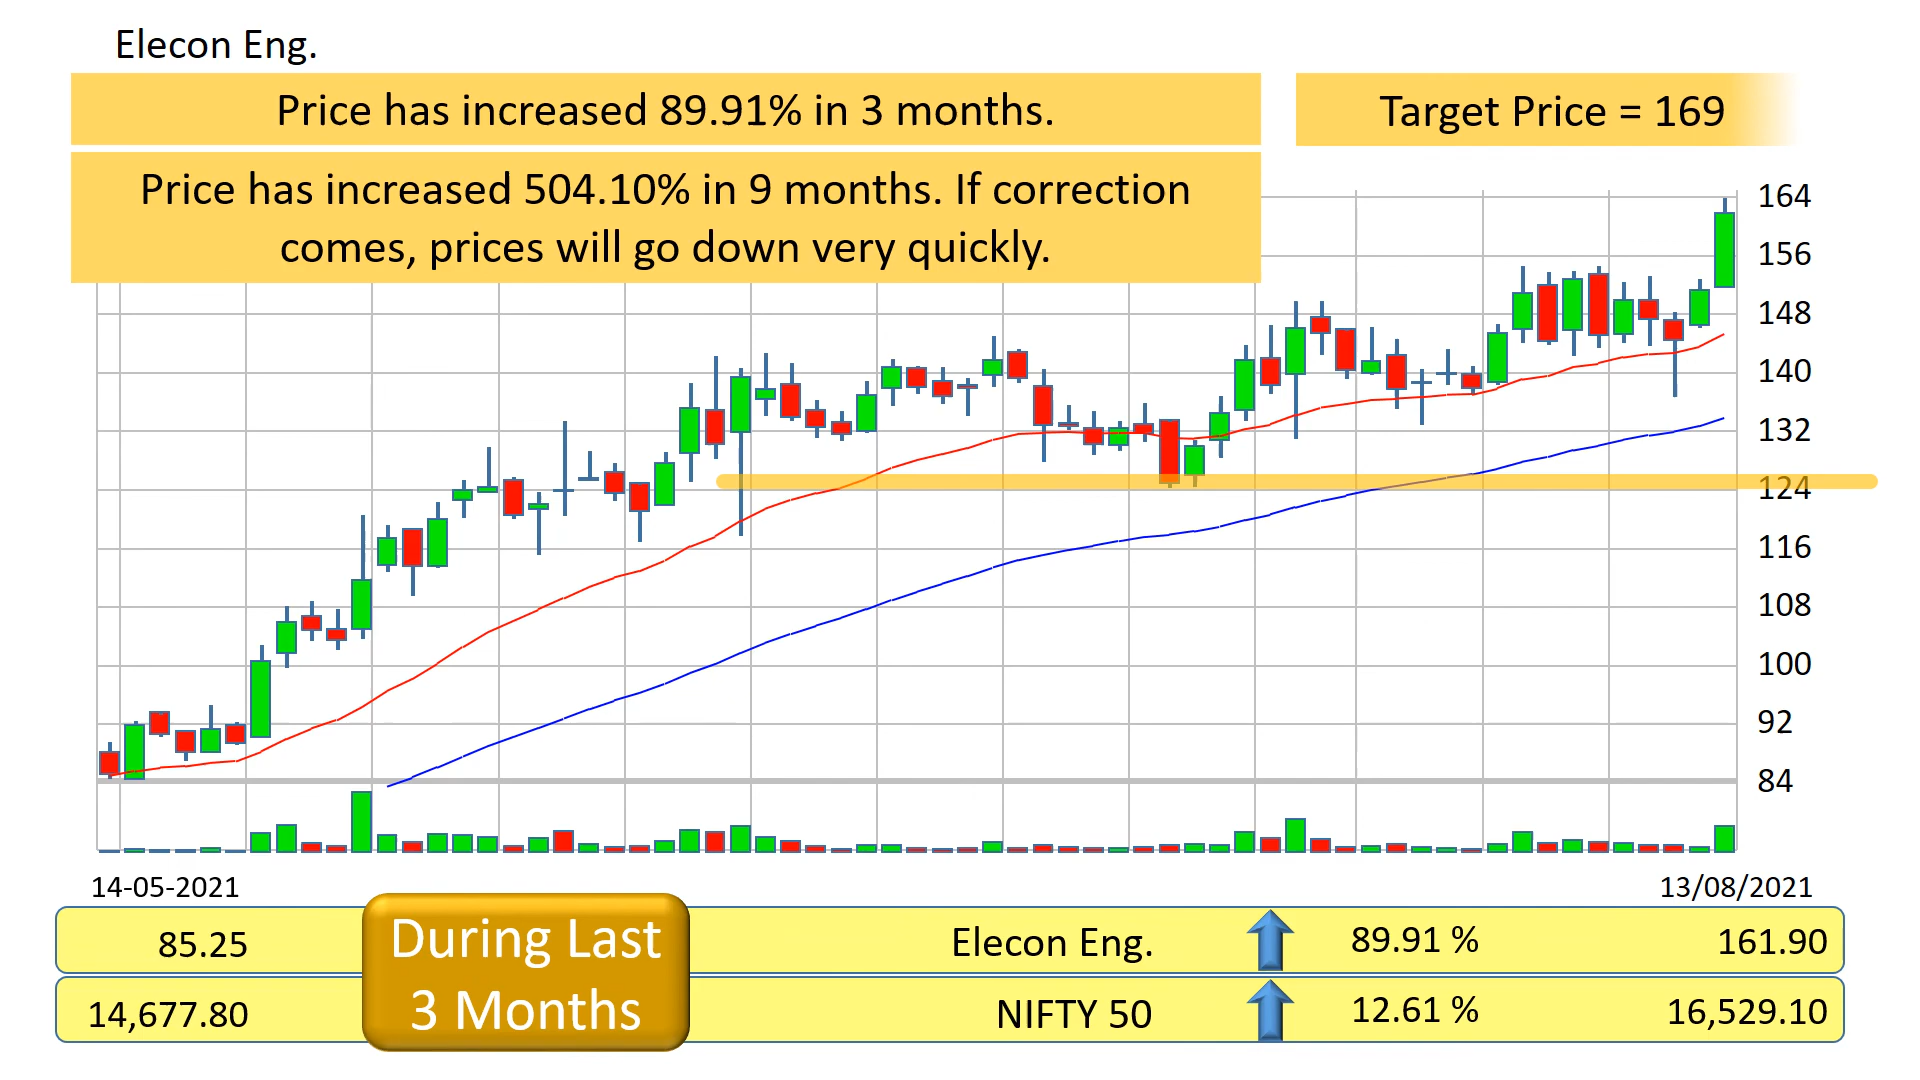 Elecon Eng.
Price has increased 89.91% in 3 months.
Target Price = 169
Price has increased 504.10% in 9 months. If correction
comes, prices will go down very quickly.
164
156
148
140
132
124
116
108
100
92
84
14-05-2021
13/08/2021
85.25
During Last
3 Months
Elecon Eng.
89.91 %
161.90
14,677.80
NIFTY 50
12.61 %
16,529.10